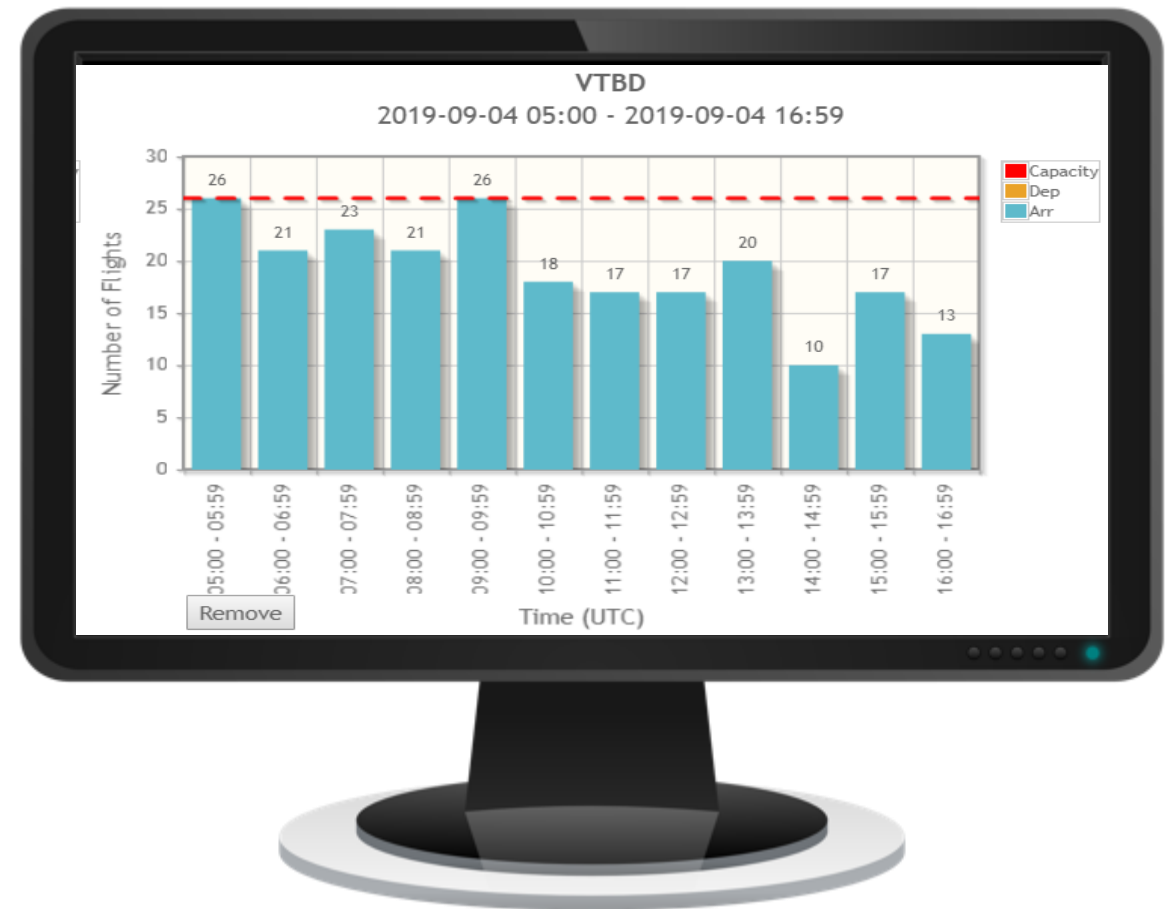 VTBD
2019-09-04 05:00 - 2019-09-04 16:59
Number of Flights
30
25
20
15
10
5
0
26
21
23
21
26
18
17
17
20
10
17
13
Capacity
Dep
Arr
05:00 - 05:59
06:00 - 06:59
07:00 - 07:59
08:00 - 08:59
09:00 - 09:59
10:00 - 10:59
11:00 - 11:59
12:00 - 12:59
13:00 - 13:59
14:00 - 14:59
15:00 - 15:59
16:00 - 16:59
Remove
Time (UTC)